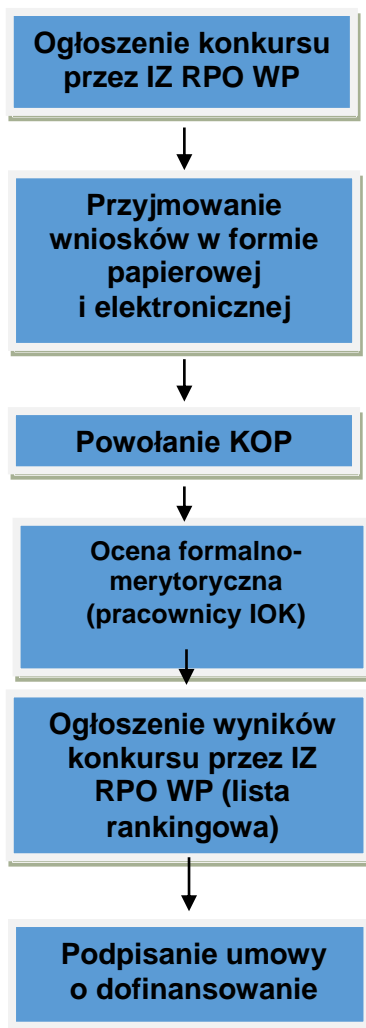 Ogłoszenie konkursu
przez IZ RPO WP
Przyjmowanie
wniosków w formie
papierowej
i elektronicznej
Powołanie KOP
Ocena formalno-
merytoryczna
(pracownicy IOK)
Ogłoszenie wyników
konkursu przez IZ
RPO WP (lista
rankingowa)
Podpisanie umowy
o dofinansowanie